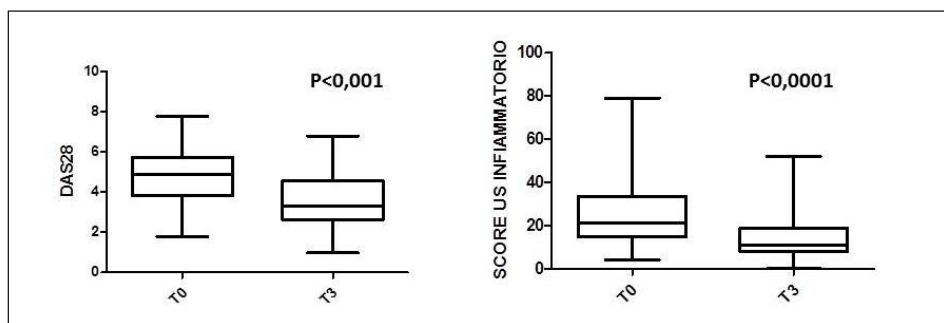 DAS28
10
8
6
4
2
0
P<0,001
T0
T3
SCORE US INFIAMMATORIO
100
80
60
40
20
0
P<0,0001
T0
T3